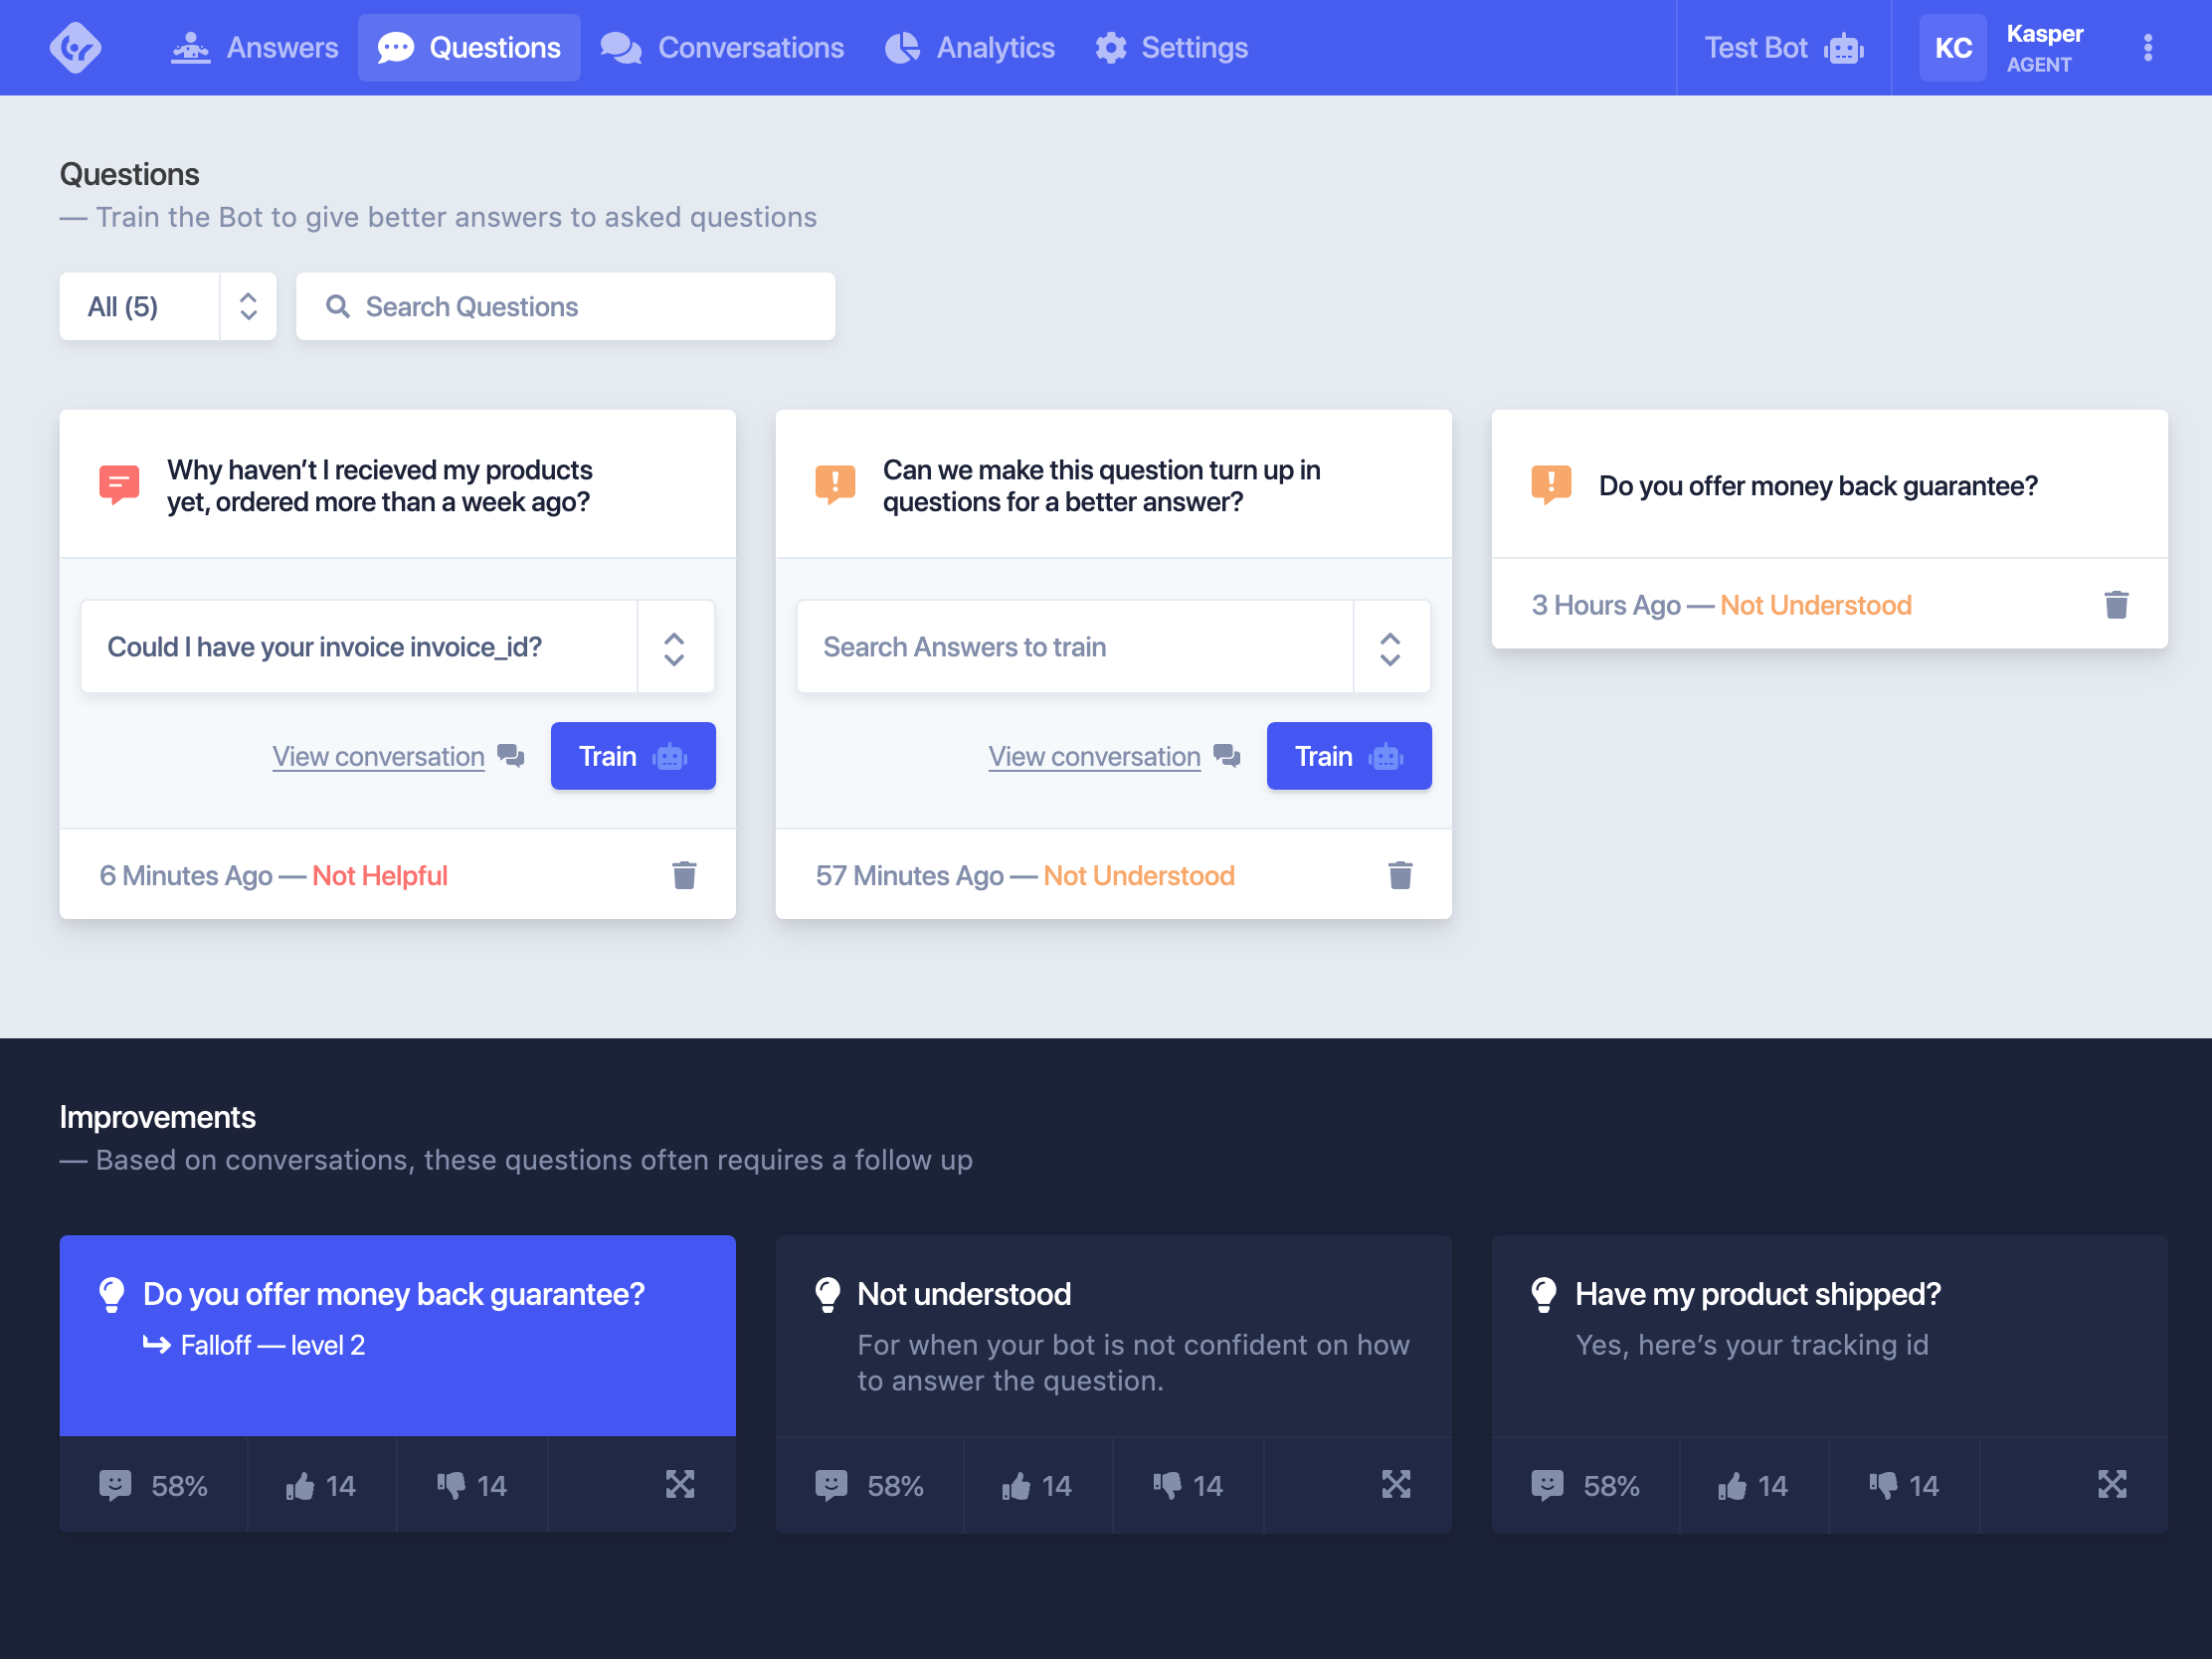 Answers
Questions
Conversations
Analytics
Settings
Test Bot
KC
Kasper
AGENT
Questions
— Train the Bot to give better answers to asked questions
All (5)
Search Questions
Why haven’t I recieved my products
yet, ordered more than a week ago?
Could I have your invoice invoice_id?
View conversation
Train
6 Minutes Ago — Not Helpful
Can we make this question turn up in
questions for a better answer?
Search Answers to train
View conversation
Train
57 Minutes Ago — Not Understood
Do you offer money back guarantee?
3 Hours Ago — Not Understood
Improvements
— Based on conversations, these questions often requires a follow up
Do you offer money back guarantee?
Falloff — level 2
58%
14
14
Not understood
For when your bot is not confident on how
to answer the question.
58%
14
14
Have my product shipped?
Yes, here’s your tracking id
58%
14
14